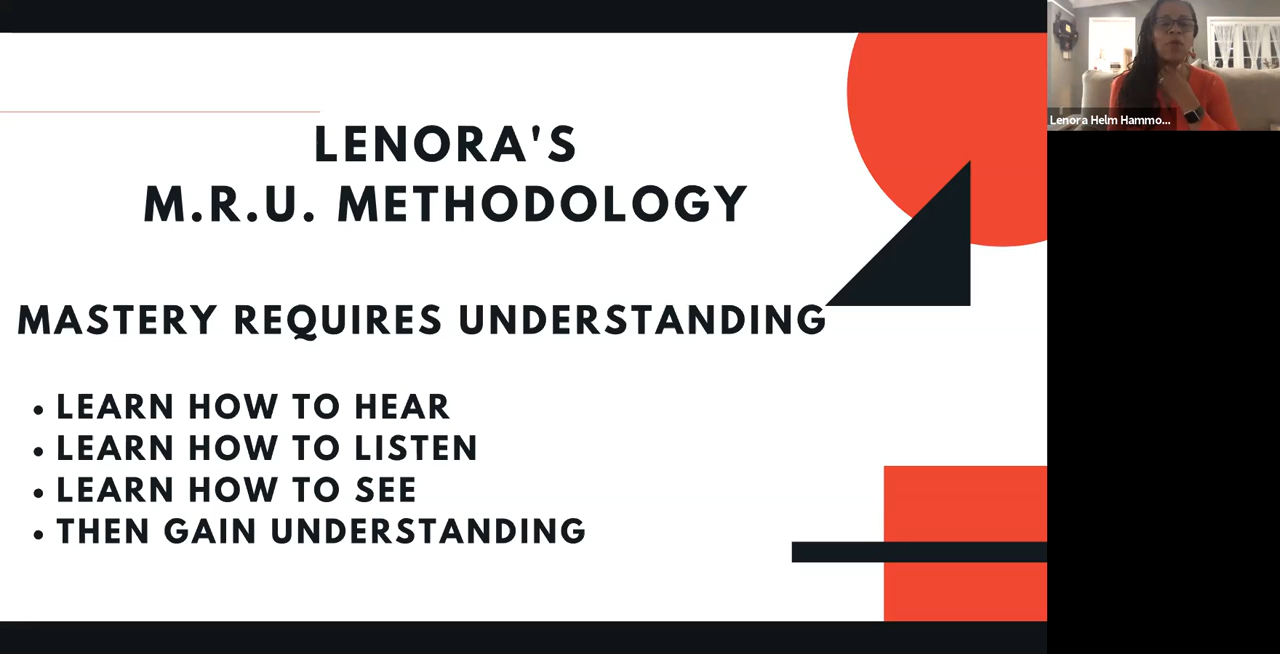 LENORA'S
M.R.U. METHODOLOGY
MASTERY REQUIRES UNDERSTANDING
• LEARN HOW TO HEAR
• LEARN HOW TO LISTEN
• LEARN HOW TO SEE
• THEN GAIN UNDERSTANDING
Lenora Helm Hammo...